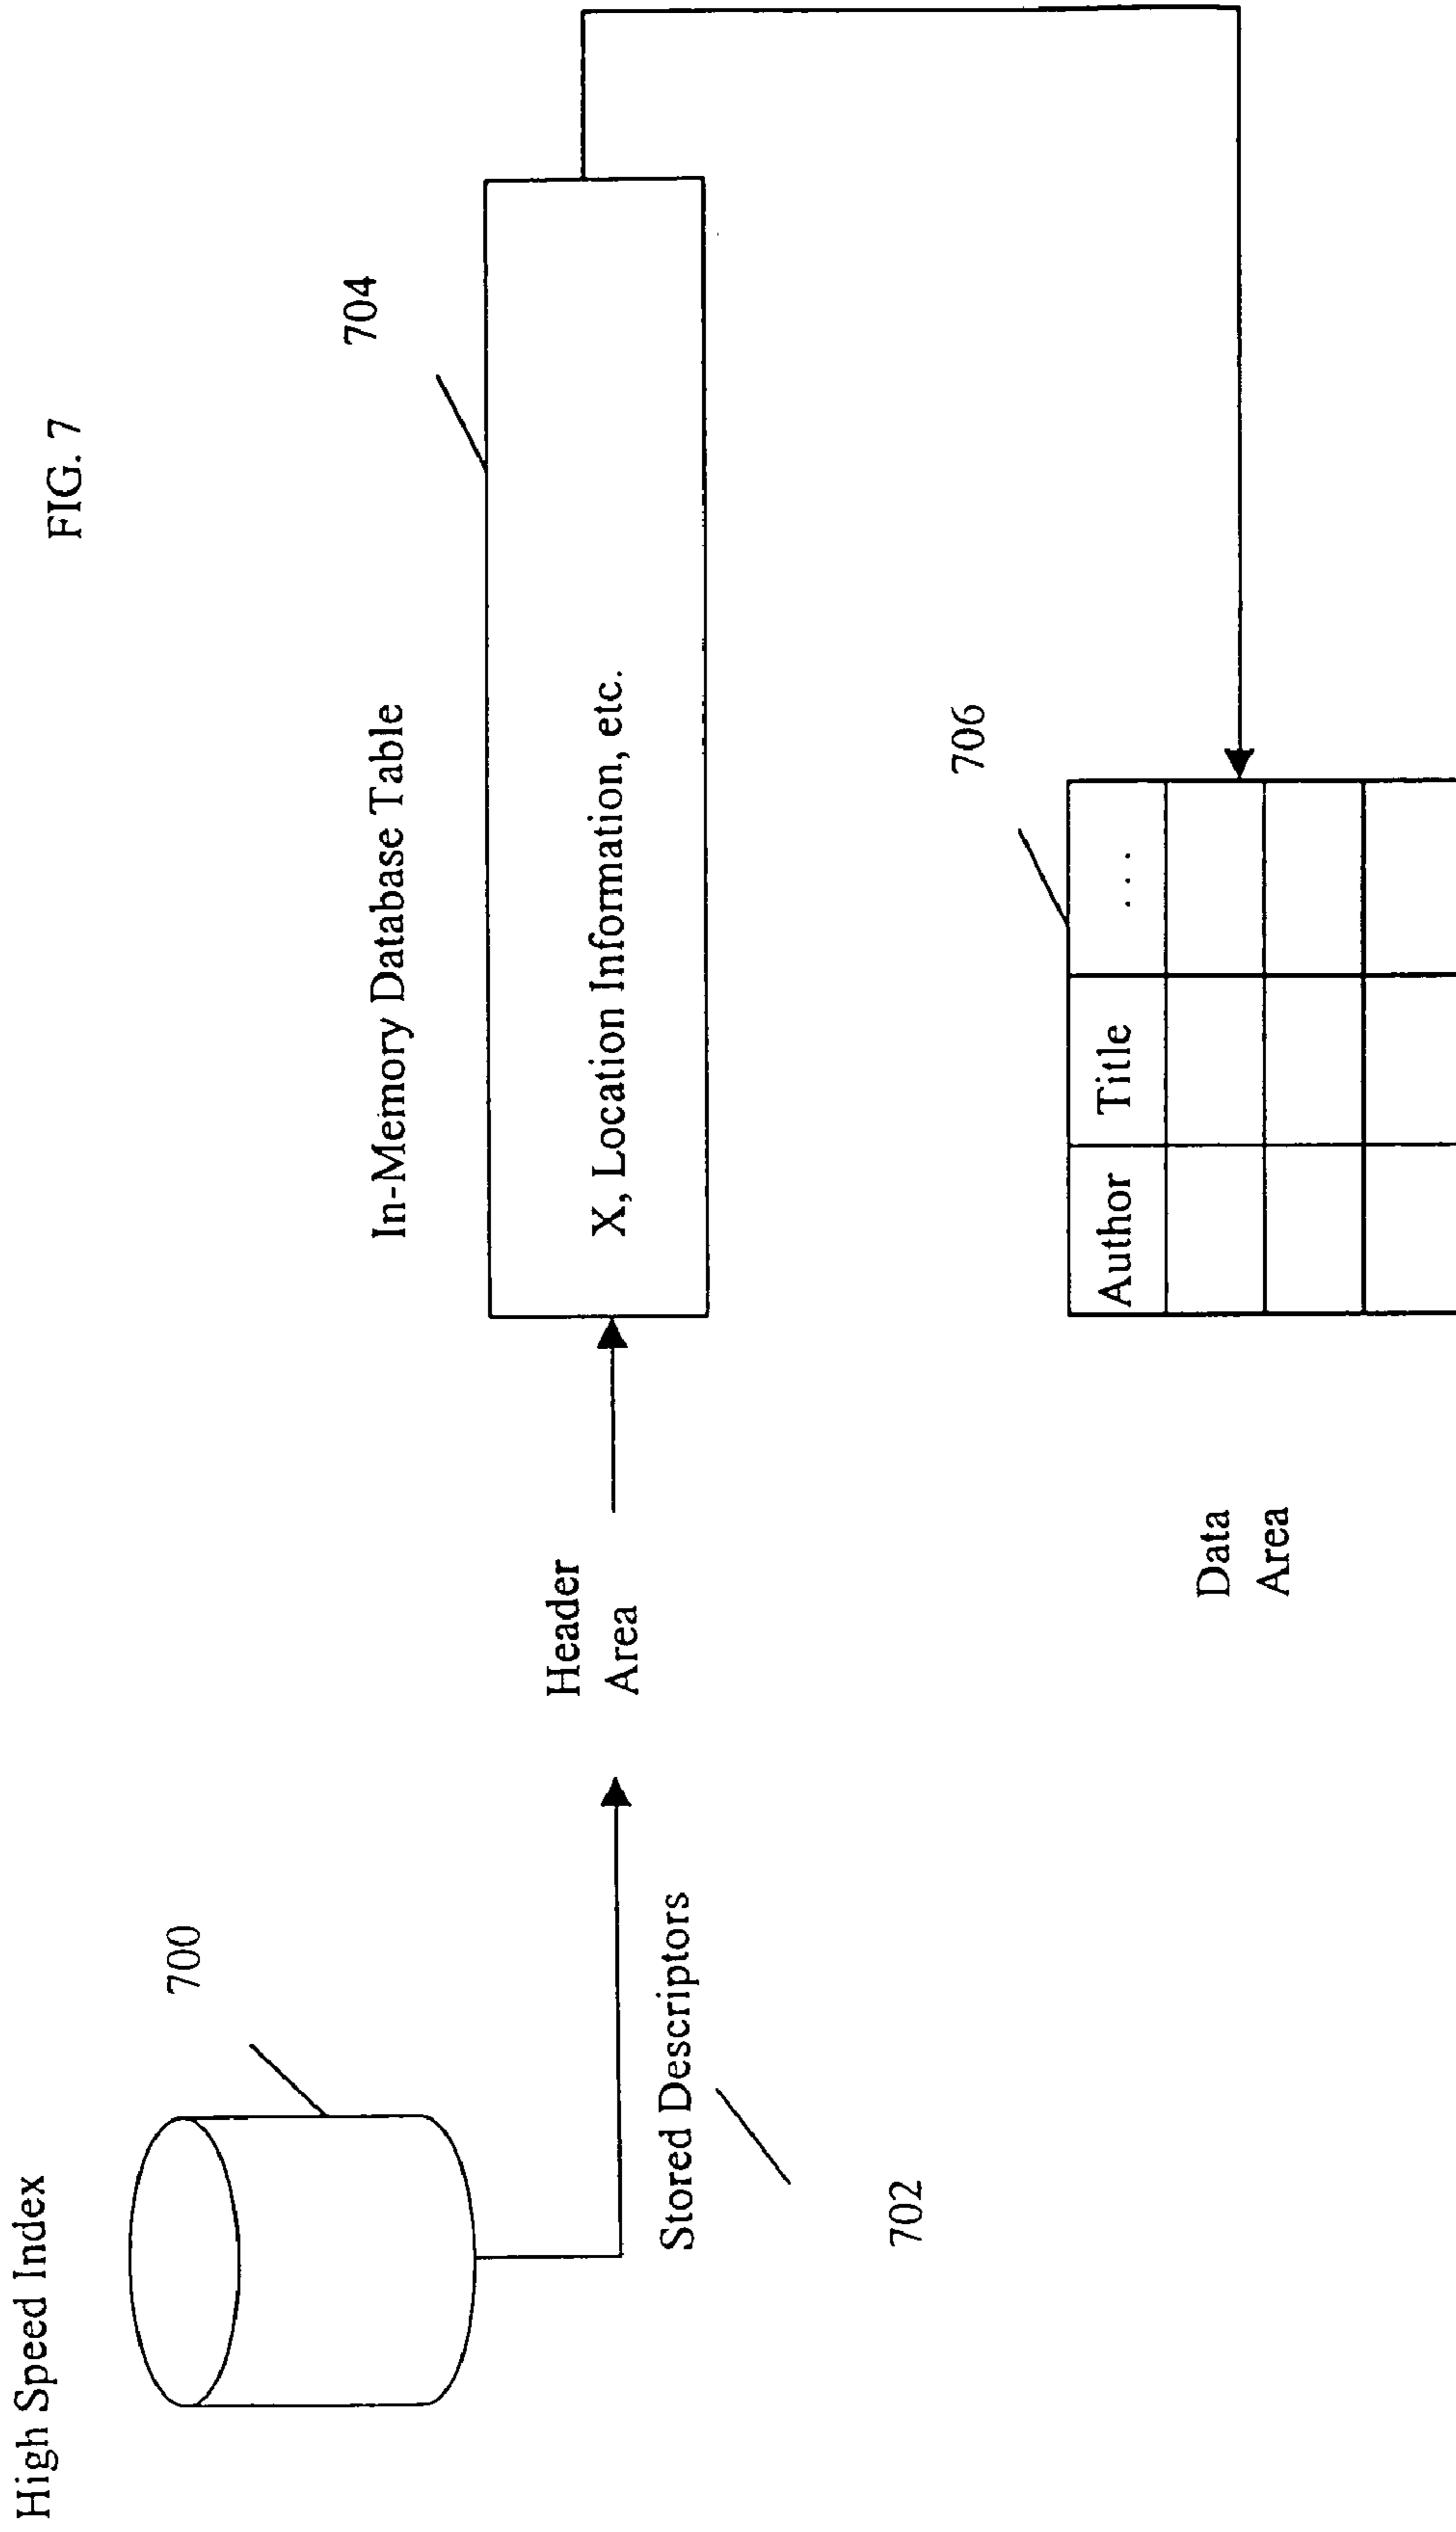 FIG. 7
High Speed Index
700
In-Memory Database Table
704
Header
Area
X, Location Information, etc.
Stored Descriptors
702
706
Data
Area
Author Title ....